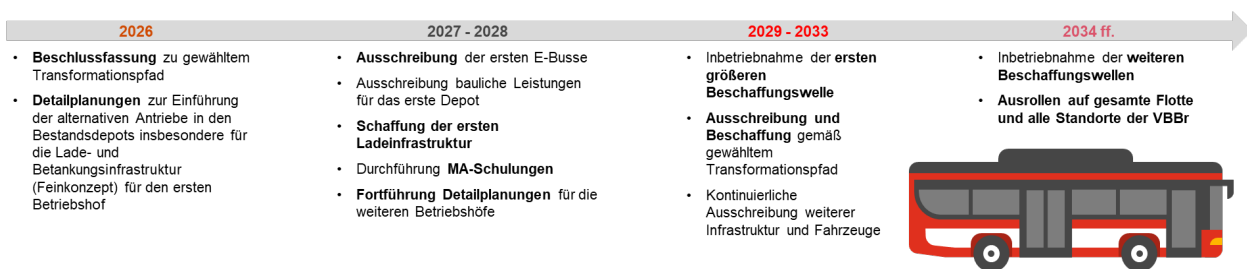 2026
• Beschlussfassung zu gewähltem
Transformationspfad
• Detailplanungen zur Einführung
der alternativen Antriebe in den
Bestandsdepots insbesondere für
die Lade- und
Betankungsinfrastruktur
(Feinkonzept) für den ersten
Betriebshof
2027 - 2028
• Ausschreibung der ersten E-Busse
• Ausschreibung bauliche Leistungen
für das erste Depot
• Schaffung der ersten
Ladeinfrastruktur
• Durchführung MA-Schulungen
• Fortführung Detailplanungen für die
weiteren Betriebshöfe
2029 - 2033
• Inbetriebnahme der ersten
größeren
Beschaffungswelle
• Ausschreibung und
Beschaffung gemäß
gewähltem
Transformationspfad
• Kontinuierliche
Ausschreibung weiterer
Infrastruktur und Fahrzeuge
2034 ff.
• Inbetriebnahme der weiteren
Beschaffungswellen
• Ausrollen auf gesamte Flotte
und alle Standorte der VBBr